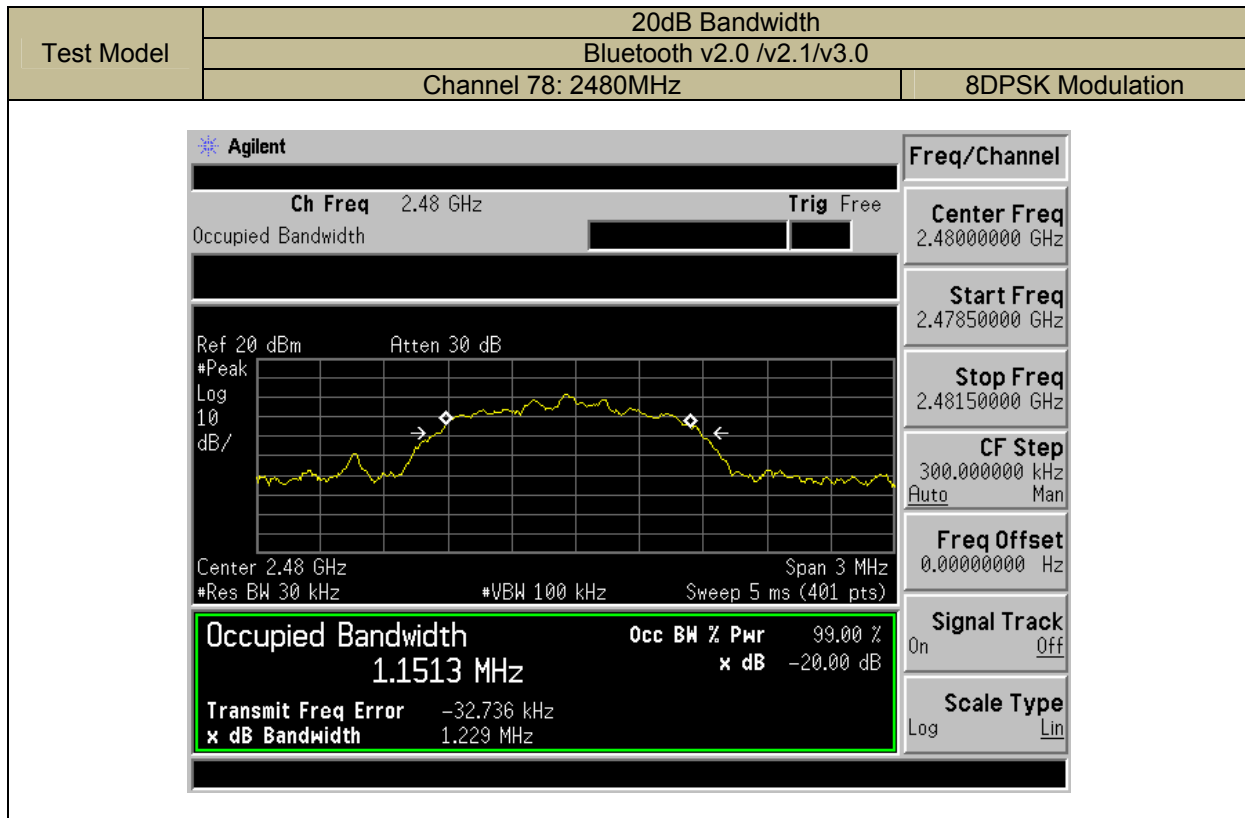 Test Model
20dB Bandwidth
Bluetooth v2.0 /v2.1/v3.0
Channel 78: 2480MHz
8DPSK Modulation
Agilent
Ch Freq 2.48 GHz
Trig Free
Occupied Bandwidth
Ref 20 dBm
Atten 30 dB
#Peak
Log
10
dB/
Center 2.48 GHz
Span 3 MHz
#Res BW 30 kHz
#VBW 100 kHz
Sweep 5 ms (401 pts)
Occupied Bandwidth
1.1513 MHz
Occ BW % Pwr 99.00 %
x dB -20.00 dB
Transmit Freq Error -32.736 kHz
x dB Bandwidth 1.229 MHz
Freq/Channel
Center Freq
2.48000000 GHz
Start Freq
2.47850000 GHz
Stop Freq
2.48150000 GHz
CF Step
300.000000 kHz
Auto Man
Freq Offset
0.00000000 Hz
Signal Track
On Off
Scale Type
Log Lin